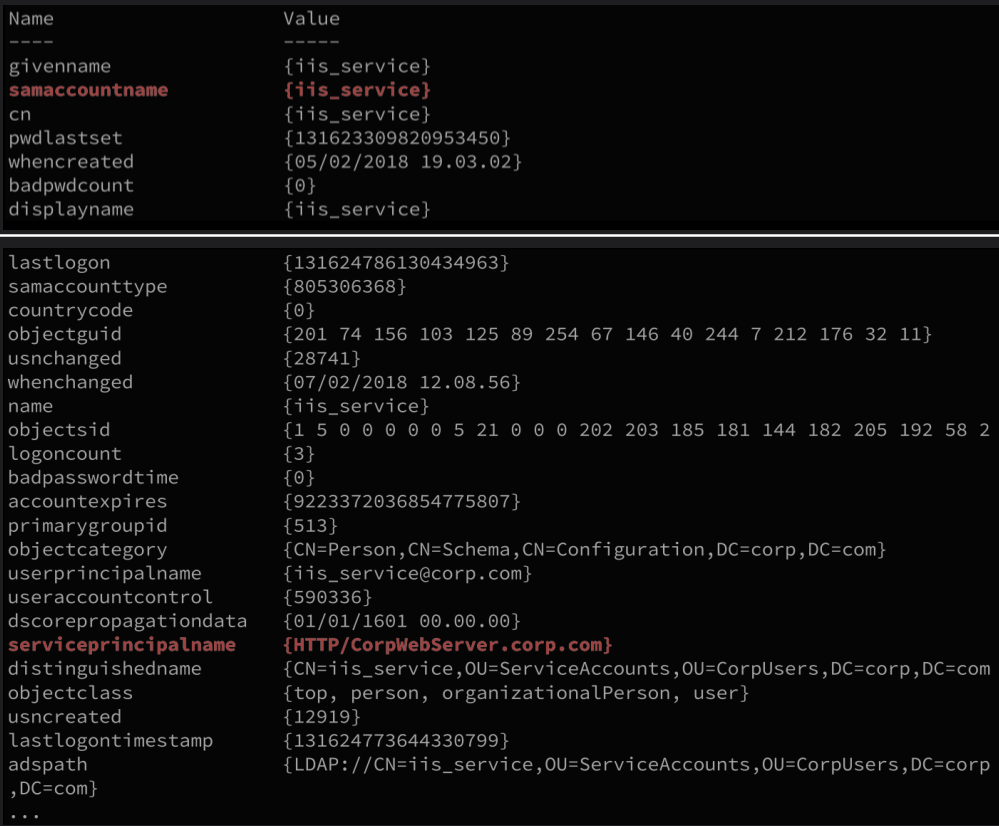 Name Value
---- -----
givenname {iis_service}
samaccountname {iis_service}
cn {iis_service}
pwdlastset {131623309820953450}
whencreated {05/02/2018 19.03.02}
badpwdcount {0}
displayname {iis_service}
lastlogon {131624786130434963}
samaccounttype {805306368}
countrycode {0}
objectguid {201 74 156 103 125 89 254 67 146 40 244 7 212 176 32 11}
usnchanged {28741}
whenchanged {07/02/2018 12.08.56}
name {iis_service}
objectsid {1 5 0 0 0 0 0 5 21 0 0 0 202 203 185 181 144 182 205 192 58 2
logoncount {3}
badpasswordtime {0}
accountexpires {9223372036854775807}
primarygroupid {513}
objectcategory {CN=Person,CN=Schema,CN=Configuration,DC=corp,DC=com}
userprincipalname {iis_service@corp.com}
useraccountcontrol {590336}
dscorepropagationdata {01/01/1601 00.00.00}
serviceprincipalname {HTTP/CorpWebServer.corp.com}
distinguishedname {CN=iis_service,OU=ServiceAccounts,OU=CorpUsers,DC=corp,DC=com
objectclass {top, person, organizationalPerson, user}
usncreated {12919}
lastlogontimestamp {131624773644330799}
adspath {LDAP://CN=iis_service,OU=ServiceAccounts,OU=CorpUsers,DC=corp
,DC=com}
...